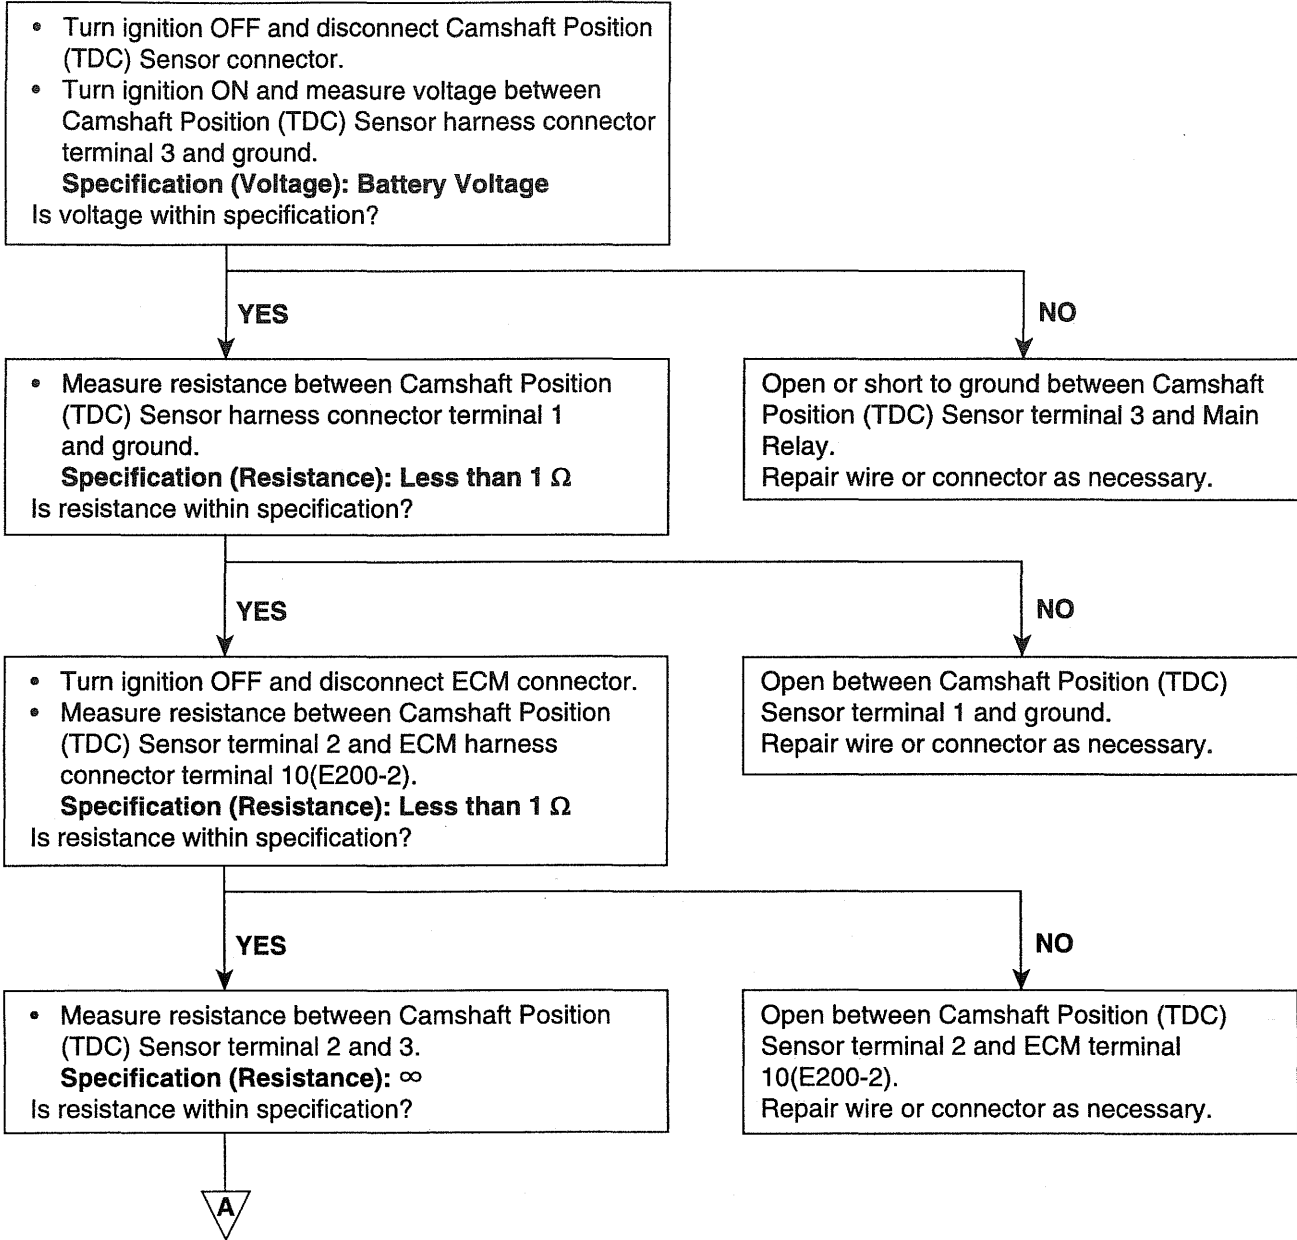 • Turn ignition OFF and disconnect Camshaft Position
(TDC) Sensor connector.
• Turn ignition ON and measure voltage between
Camshaft Position (TDC) Sensor harness connector
terminal 3 and ground.
Specification (Voltage): Battery Voltage
Is voltage within specification?
YES
NO
• Measure resistance between Camshaft Position
(TDC) Sensor harness connector terminal 1
and ground.
Specification (Resistance): Less than 1 Ω
Is resistance within specification?
Open or short to ground between Camshaft
Position (TDC) Sensor terminal 3 and Main
Relay.
Repair wire or connector as necessary.
YES
NO
• Turn ignition OFF and disconnect ECM connector.
• Measure resistance between Camshaft Position
(TDC) Sensor terminal 2 and ECM harness
connector terminal 10(E200-2).
Specification (Resistance): Less than 1 Ω
Is resistance within specification?
Open between Camshaft Position (TDC)
Sensor terminal 1 and ground.
Repair wire or connector as necessary.
YES
NO
• Measure resistance between Camshaft Position
(TDC) Sensor terminal 2 and 3.
Specification (Resistance): ∞
Is resistance within specification?
Open between Camshaft Position (TDC)
Sensor terminal 2 and ECM terminal
10(E200-2).
Repair wire or connector as necessary.
A